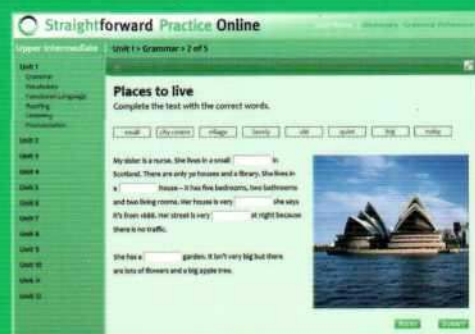 Straightforward Practice Online
Upper Intermediate
Unit 1 > Grammar > 2 of 5
Unit 1
Grammar
Vocabulary
Functional Language
Reading
Listening
Pronunciation
Unit 2
Unit 3
Unit 4
Unit 5
Unit 6
Unit 7
Unit 8
Unit 9
Unit 10
Unit 11
Unit 12
Places to live
Complete the text with the correct words.
small city centre village lovely old quiet big noisy
My sister is a nurse. She lives in a small in
Scotland. There are only 90 houses and a library. She lives in
a house – it has five bedrooms, two bathrooms
and two living rooms. Her house is very she says
it's from 1888. Her street is very at night because
there is no traffic.
She has a garden. It isn't very big but there
are lots of flowers and a big apple tree.